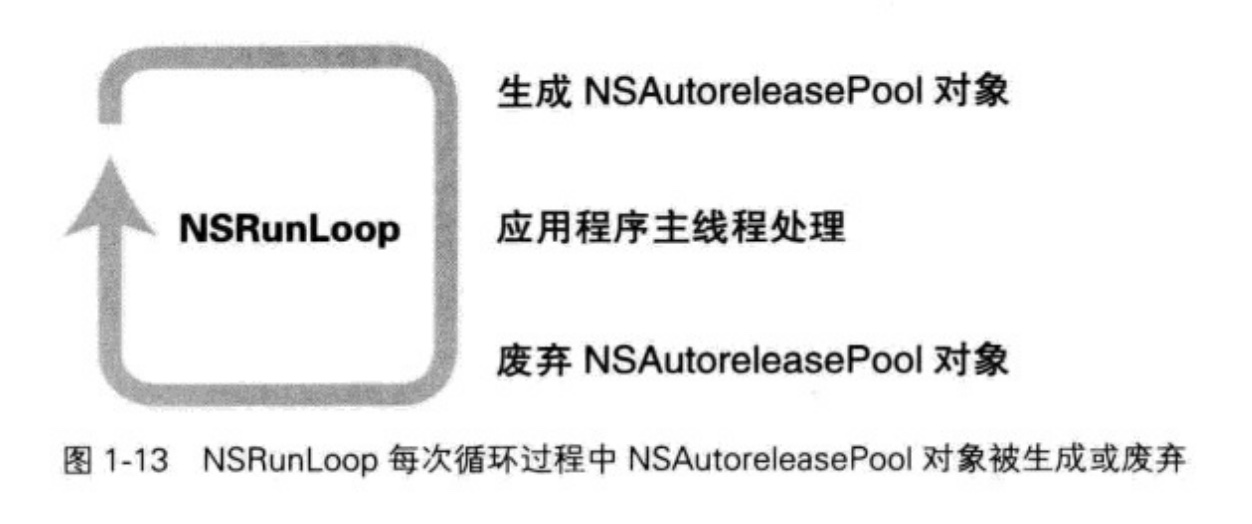 生成 NSAutoreleasePool 对象
NSRunLoop
应用程序主线程处理
废弃 NSAutoreleasePool 对象
图 1-13 NSRunLoop 每次循环过程中 NSAutoreleasePool 对象被生成或废弃